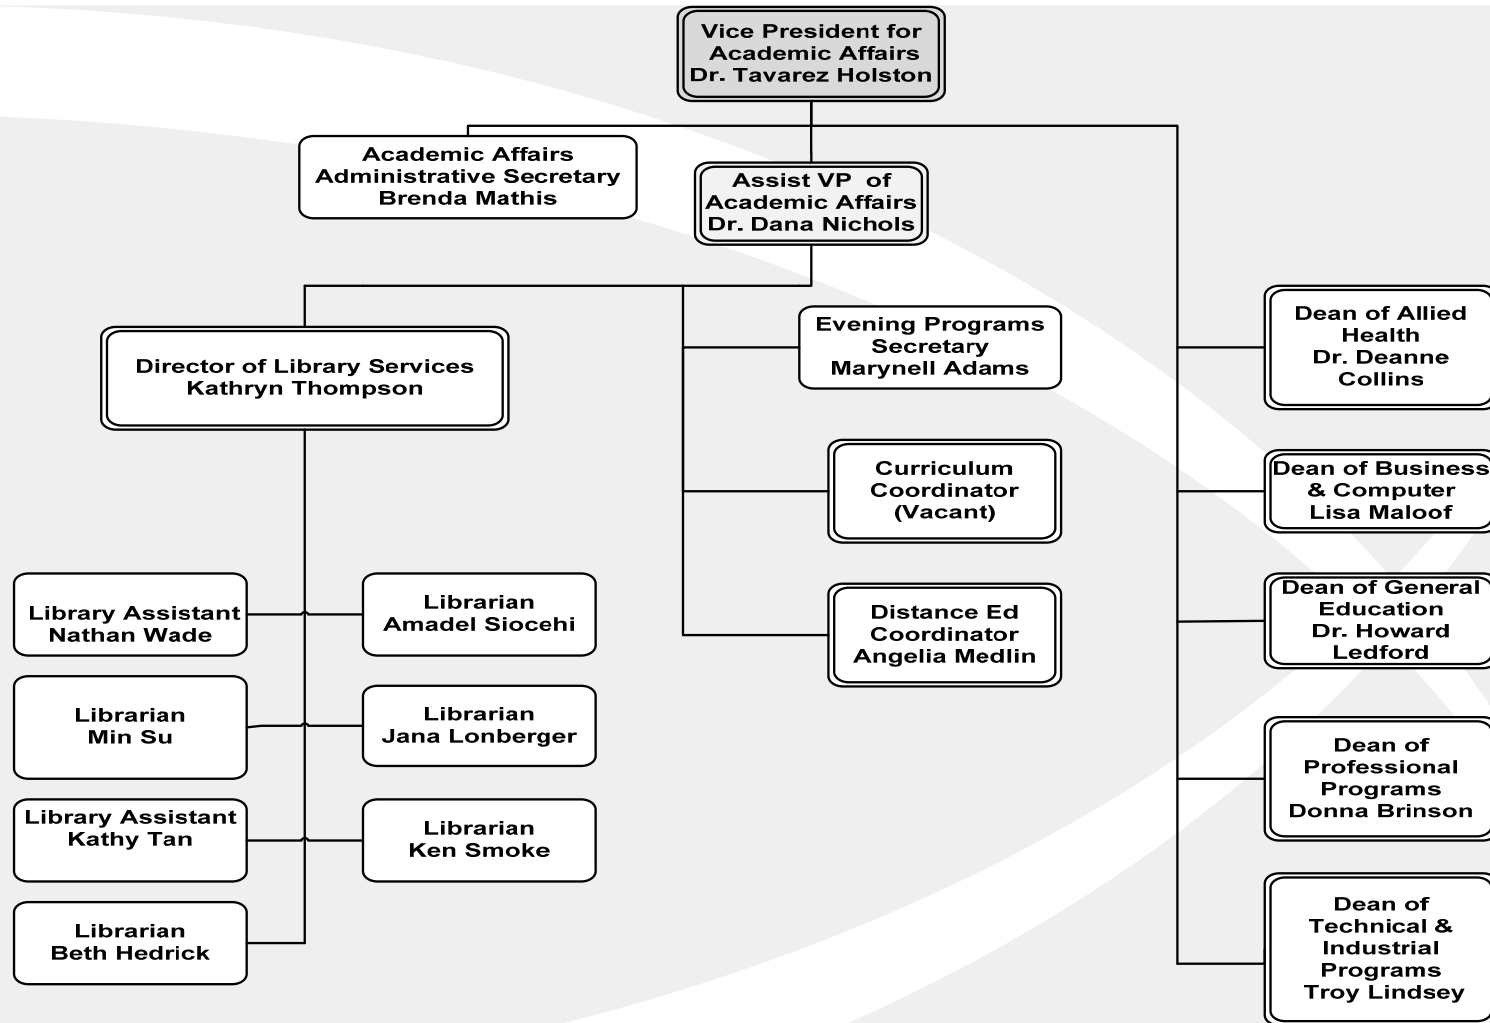 Vice President for
Academic Affairs
Dr. Tavarez Holston
Academic Affairs
Administrative Secretary
Brenda Mathis
Assist VP of
Academic Affairs
Dr. Dana Nichols
Director of Library Services
Kathryn Thompson
Evening Programs
Secretary
Marynell Adams
Dean of Allied
Health
Dr. Deanne
Collins
Curriculum
Coordinator
(Vacant)
Dean of Business
& Computer
Lisa Maloof
Library Assistant
Nathan Wade
Librarian
Amadel Siocehi
Distance Ed
Coordinator
Angelia Medlin
Dean of General
Education
Dr. Howard
Ledford
Librarian
Min Su
Librarian
Jana Lonberger
Dean of
Professional
Programs
Donna Brinson
Library Assistant
Kathy Tan
Librarian
Ken Smoke
Librarian
Beth Hedrick
Dean of
Technical &
Industrial
Programs
Troy Lindsey